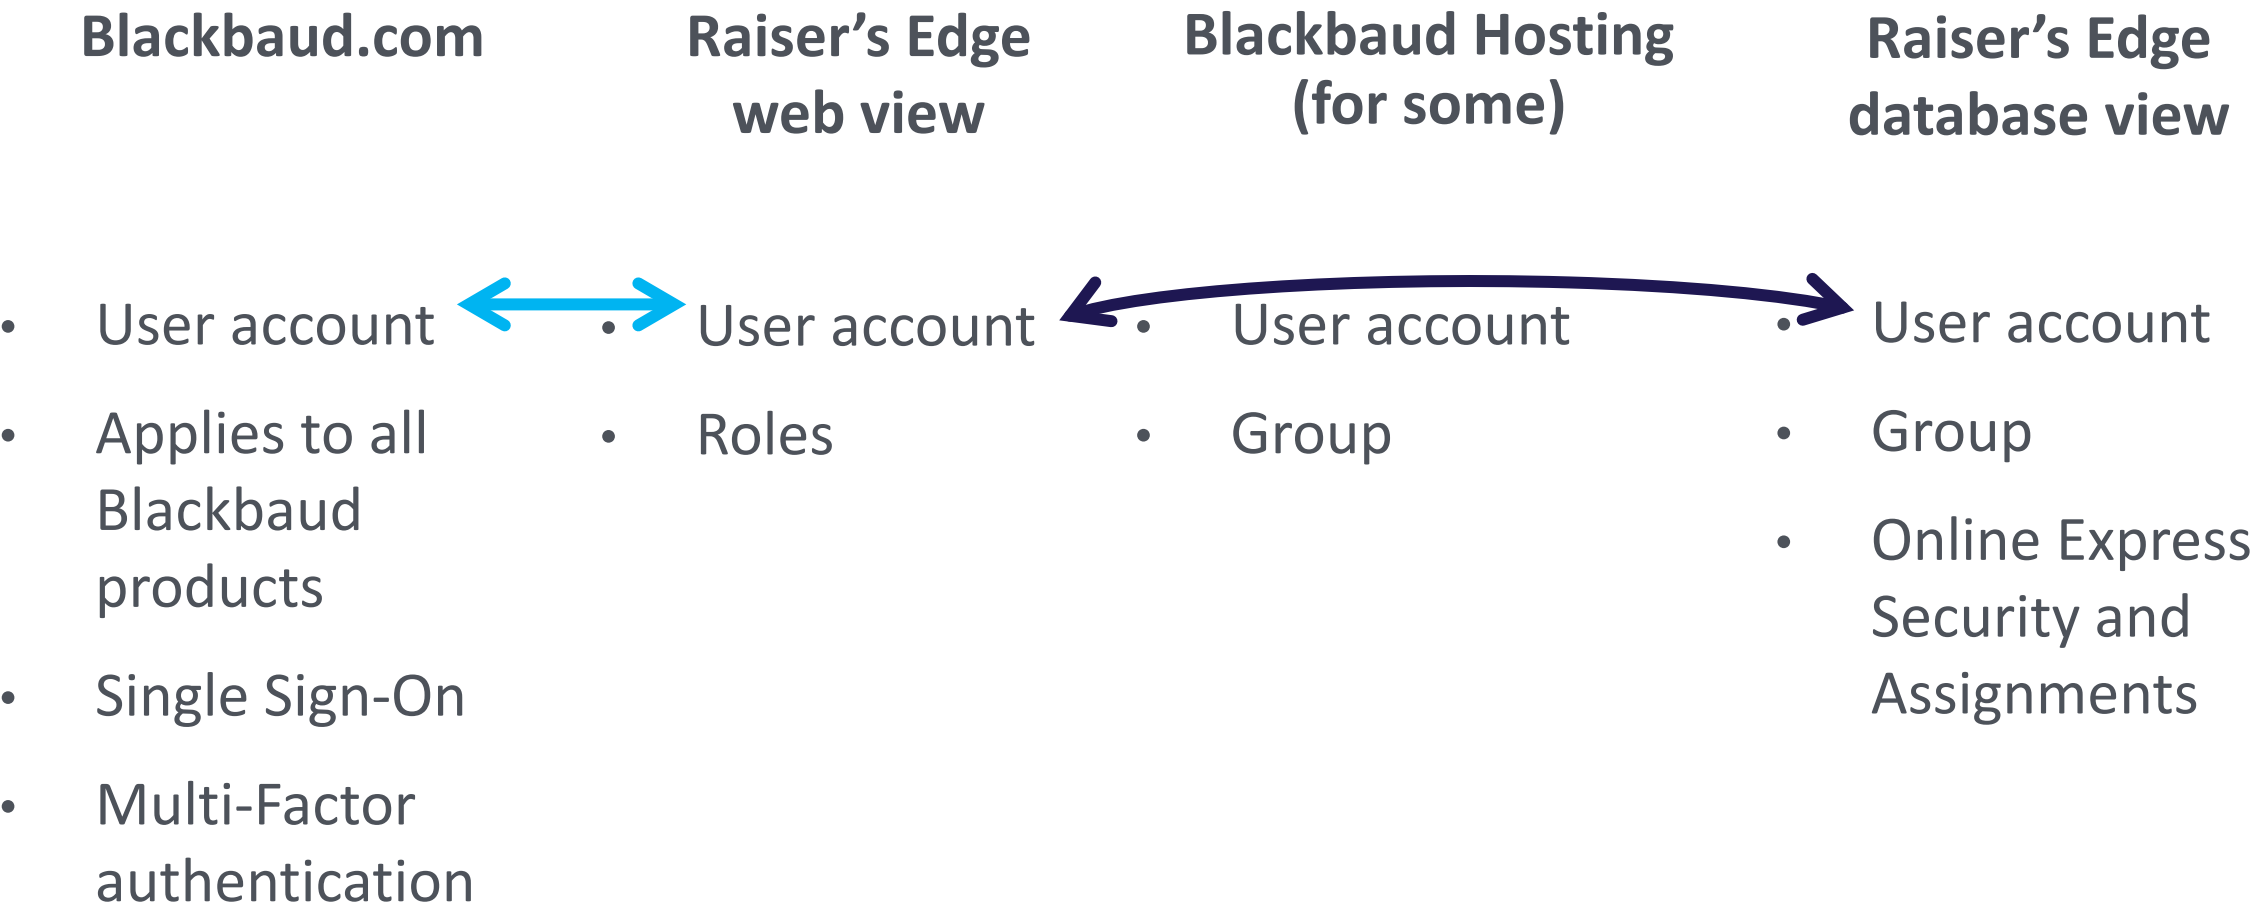 Blackbaud.com
• User account
• Applies to all
Blackbaud
products
• Single Sign-On
• Multi-Factor
authentication
Raiser’s Edge
web view
• User account
• Roles
Blackbaud Hosting
(for some)
• User account
• Group
Raiser’s Edge
database view
• User account
• Group
• Online Express
Security and
Assignments